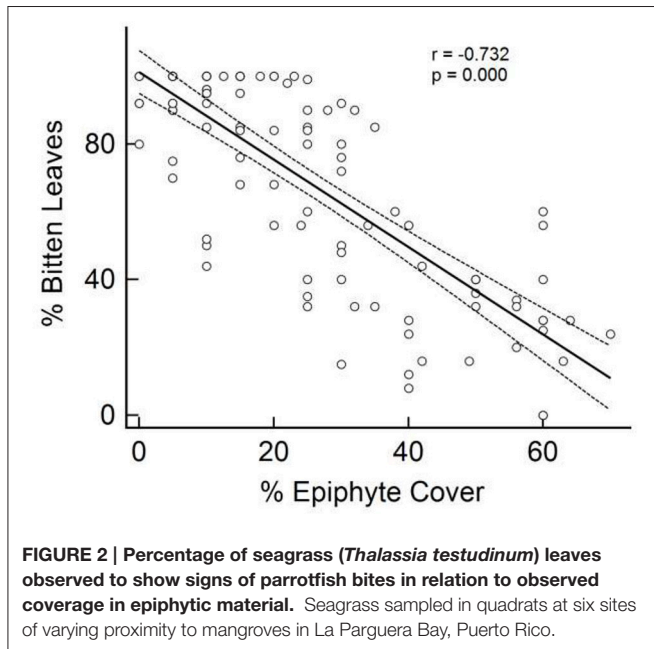 r = -0.732
p = 0.000
% Bitten Leaves
80
40
0
0
20
40
60
% Epiphyte Cover
FIGURE 2 | Percentage of seagrass (Thalassia testudinum) leaves
observed to show signs of parrotfish bites in relation to observed
coverage in epiphytic material. Seagrass sampled in quadrats at six sites
of varying proximity to mangroves in La Parguera Bay, Puerto Rico.